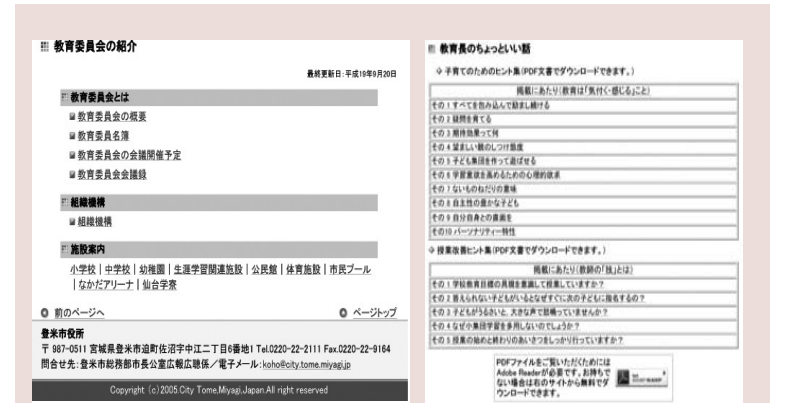 教育委員会の紹介
最終更新日:平成19年9月20日
教育委員会とは
教育委員会の概要
教育委員名簿
教育委員会の会議開催予定
教育委員会会議録
組織機構
組織機構
施設案内
小学校|中学校|幼稚園|生涯学習関連施設|公民館|体育施設|市民プール
|なかだアリーナ|仙台学寮
前のページへ
ページトップ
登米市役所
〒 987-0511 宮城県登米市迫町佐沼字中江二丁目6番地1 Tel.0220-22-2111 Fax.0220-22-9164
問合せ先:登米市総務部市長公室広報広聴係/電子メール:koho@city.tome.miyagi.jp
Copyright (c)2005.City Tome.Miyagi.Japan.All right reserved
教育長のちょっといい話
子育てのためのヒント集(PDF文書でダウンロードできます。)
掲載にあたり(教育は「気付く・感じる」こと)
その1 すべてを包み込んで励まし続ける
その2 疑問を育てる
その3 期待効果って何
その4 望ましい親のしつけ態度
その5 子ども集団を作って遊ばせる
その6 学習意欲を高めるための心理的欲求
その7 ないものねだりの意味
その8 自主性の豊かな子ども
その9 自分自身との直面を
その10 パーソナリティー特性
授業改善ヒント集(PDF文書でダウンロードできます。)
掲載にあたり(教師の「技」とは)
その1 学校教育目標の具現を意識して授業していますか?
その2 答えられない子どもがいるとなぜすぐに次の子どもに指名するの?
その3 子どもがうるさいと、大きな声で怒鳴っていませんか?
その4 なぜ小集団学習を多用しないのでしょうか?
その5 授業の始めと終わりのあいさつをしっかり行っていますか?
PDFファイルをご覧いただくためには
Adobe Readerが必要です。お持ちで
ない場合は右のサイトから無料でダ
ウンロードできます。